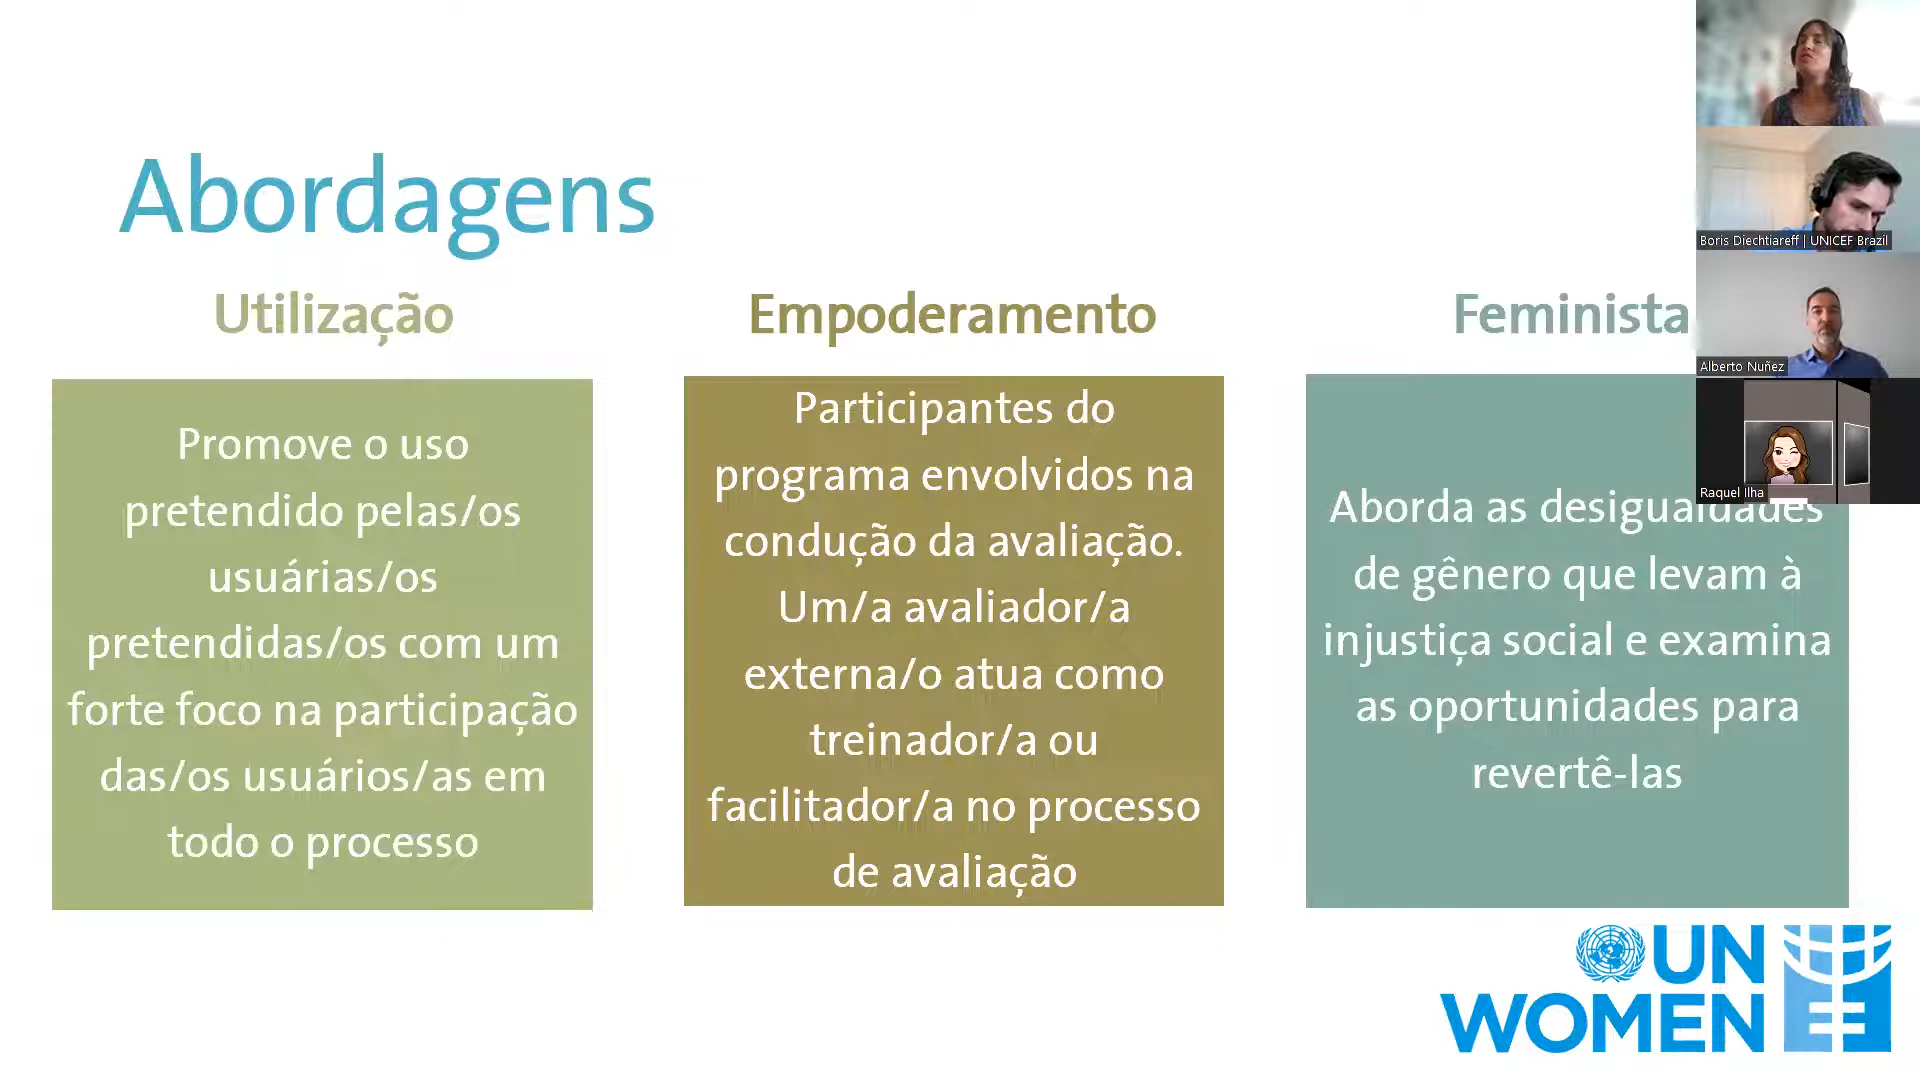 Abordagens
Utilização
Promove o uso
pretendido pelas/os
usuárias/os
pretendidas/os com um
forte foco na participação
das/os usuários/as em
todo o processo
Empoderamento
Participantes do
programa envolvidos na
condução da avaliação.
Um/a avaliador/a
externa/o atua como
treinador/a ou
facilitador/a no processo
de avaliação
Feminista
Aborda as desigualdades
de gênero que levam à
injustiça social e examina
as oportunidades para
revertê-las
Boris Diechtiareff | UNICEF Brazil
Alberto Nuñez
Raquel Ilha
UN
WOMEN